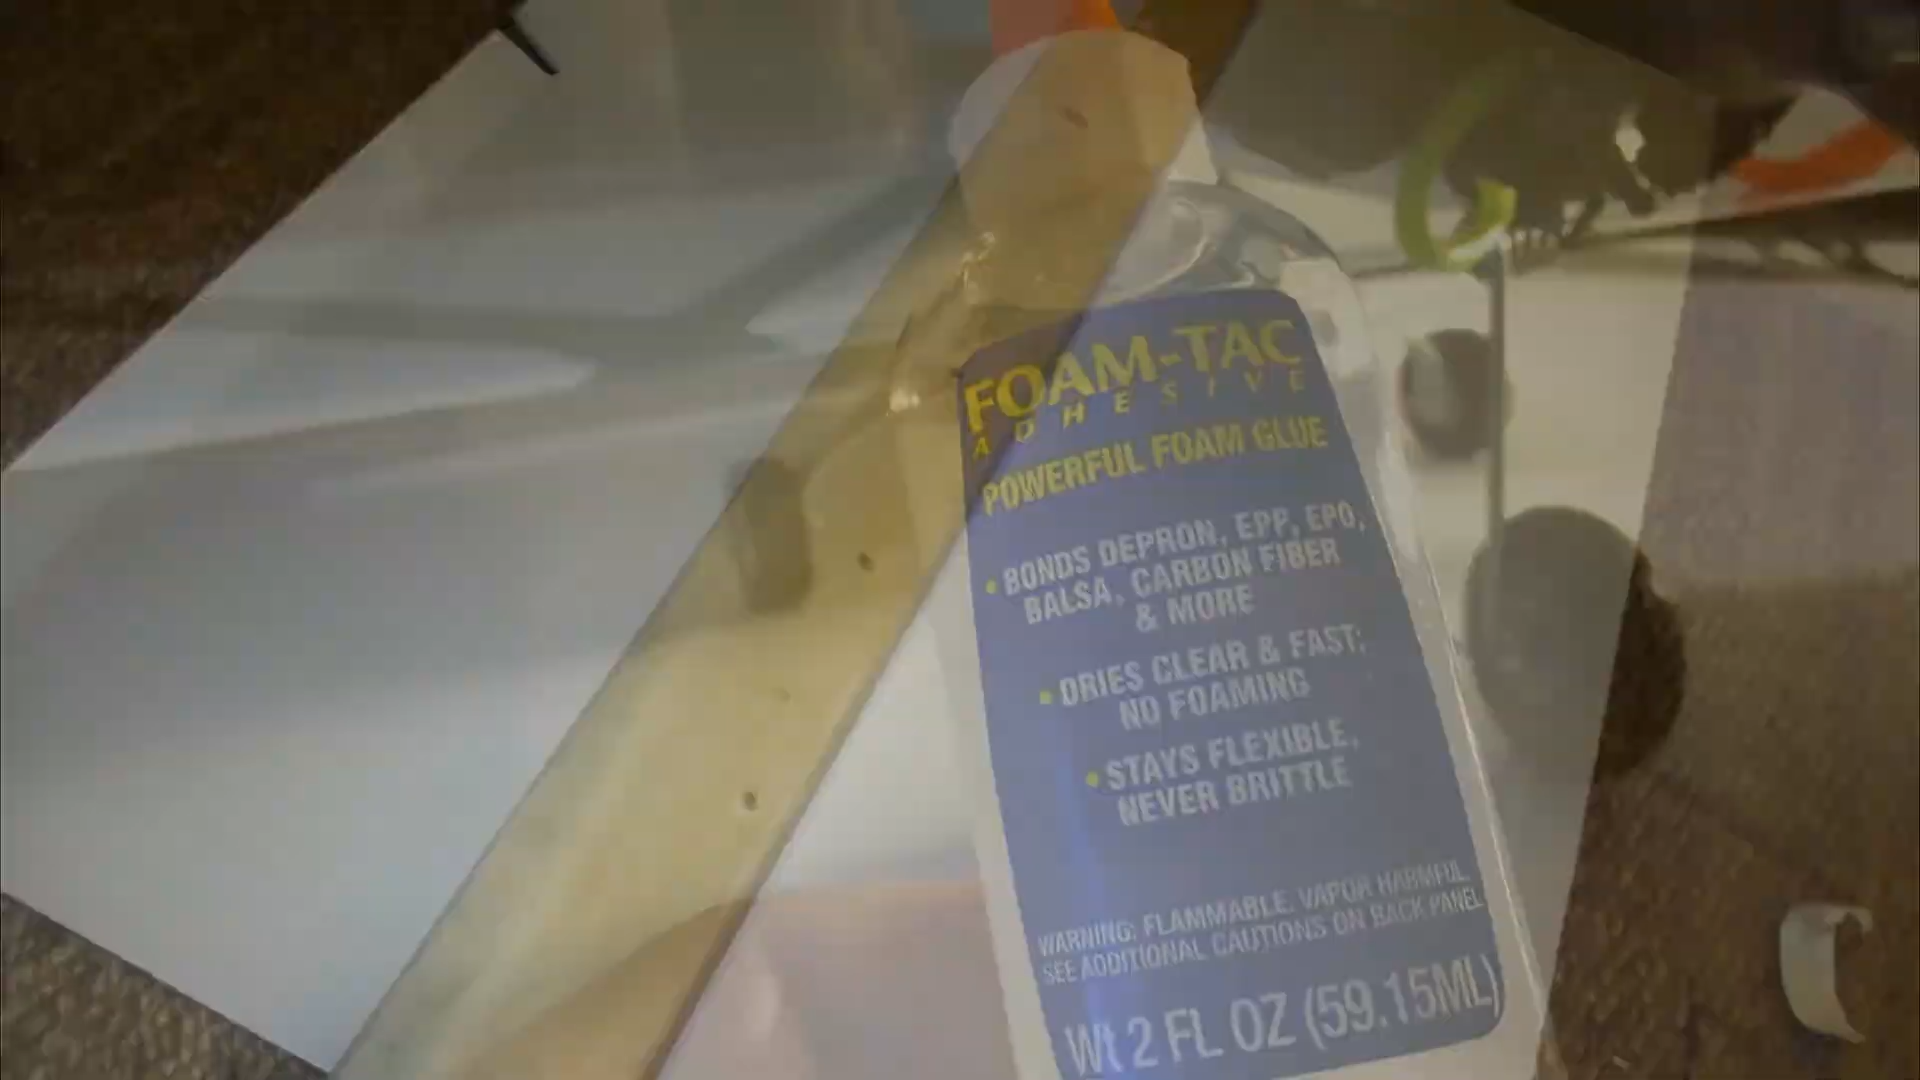 FOAM-TAC
ADHESIVE
POWERFUL FOAM GLUE
• BONDS DEPRON, EPP, EPO,
BALSA, CARBON FIBER
& MORE
• DRIES CLEAR & FAST;
NO FOAMING
• STAYS FLEXIBLE,
NEVER BRITTLE
WARNING: FLAMMABLE. VAPOR HARMFUL
SEE ADDITIONAL CAUTIONS ON BACK PANEL
Wt 2 FL OZ (59.15ML)